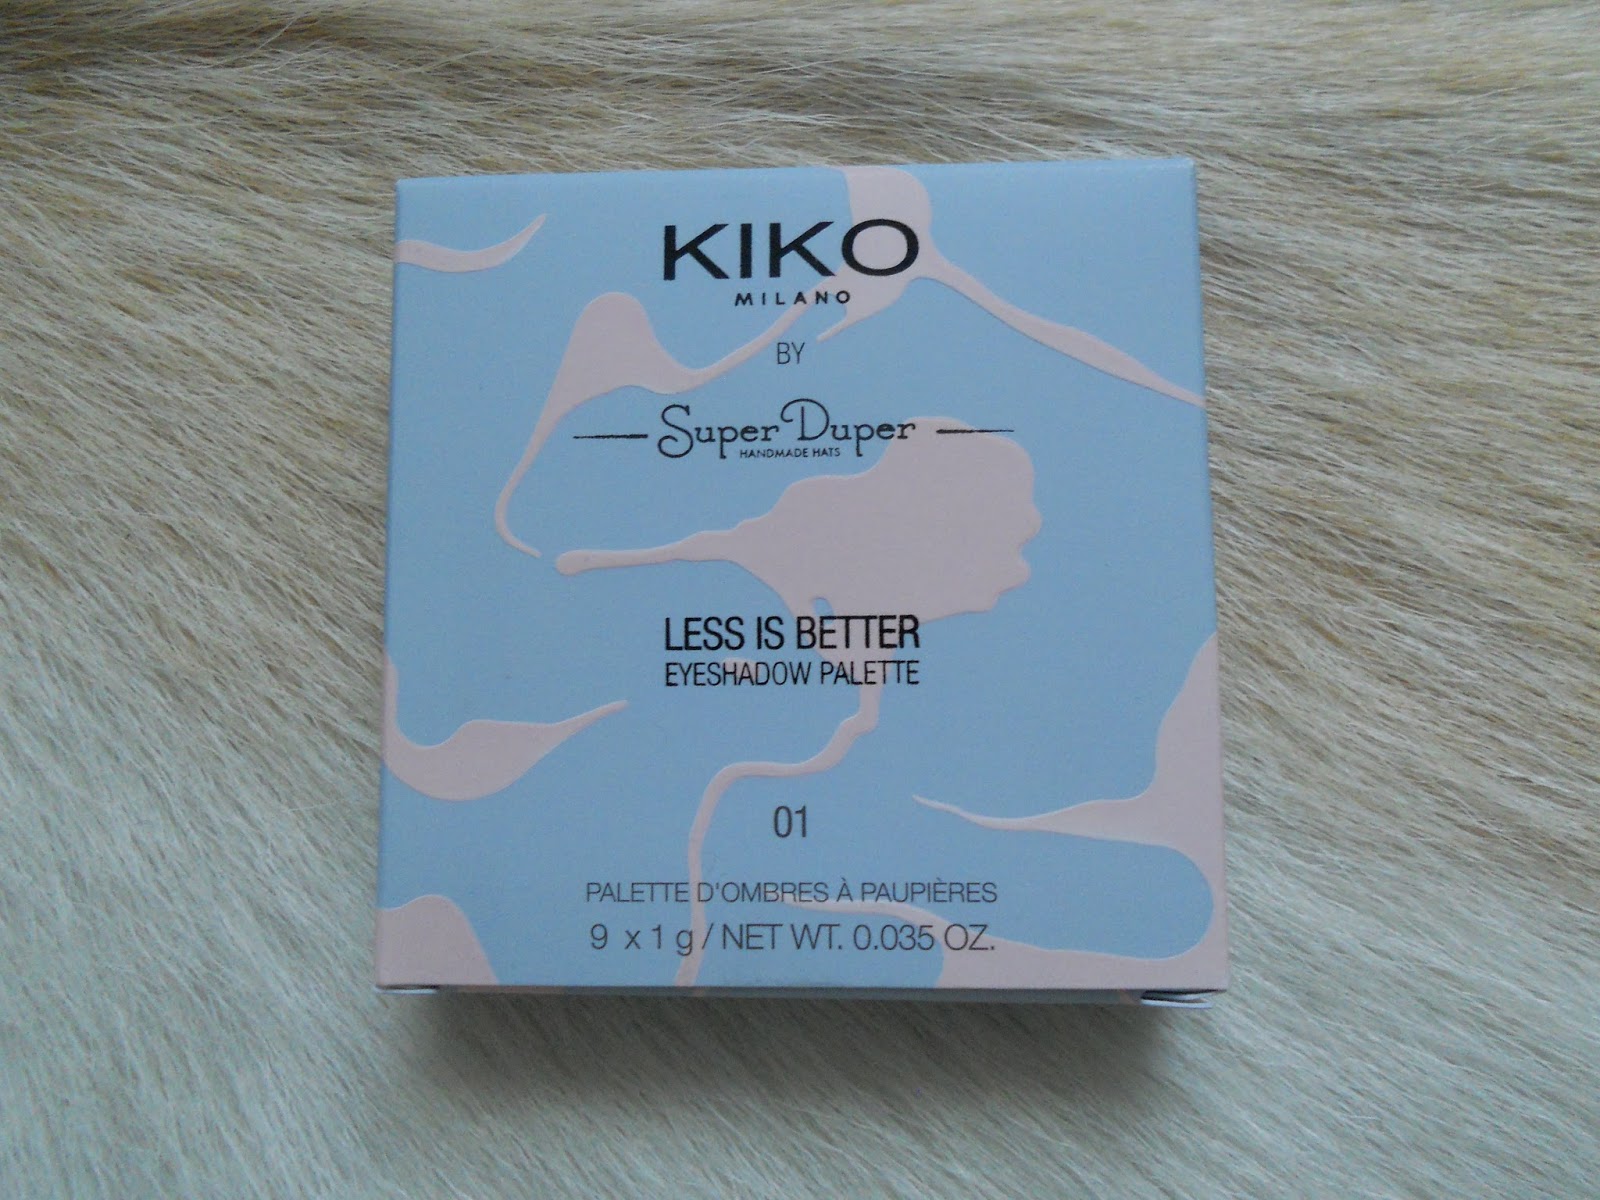 KIKO
MILANO
BY
Super Duper
HANDMADE HATS
LESS IS BETTER
EYESHADOW PALETTE
01
PALETTE D'OMBRES À PAUPIÈRES
9 x 1 g / NET WT. 0.035 OZ.